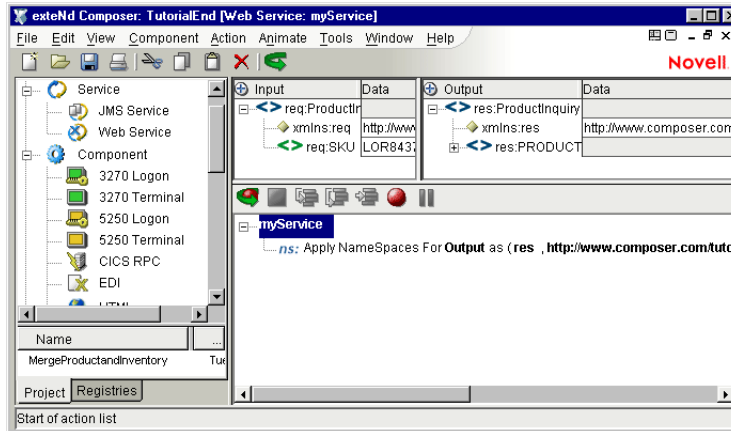 exteNd Composer: TutorialEnd [Web Service: myService]
File Edit View Component Action Animate Tools Window Help
Novell.
Service
JMS Service
Web Service
Component
3270 Logon
3270 Terminal
5250 Logon
5250 Terminal
CICS RPC
EDI
HTML
Name ...
MergeProductandInventory Tue
Project Registries
Input Data
req:ProductIr
xmlns:req http://www
req:SKU LOR8437
Output Data
res:ProductInquiry
xmlns:res http://www.composer.com
res:PRODUCT
myService
ns: Apply NameSpaces For Output as ( res , http://www.composer.com/tuto
Start of action list